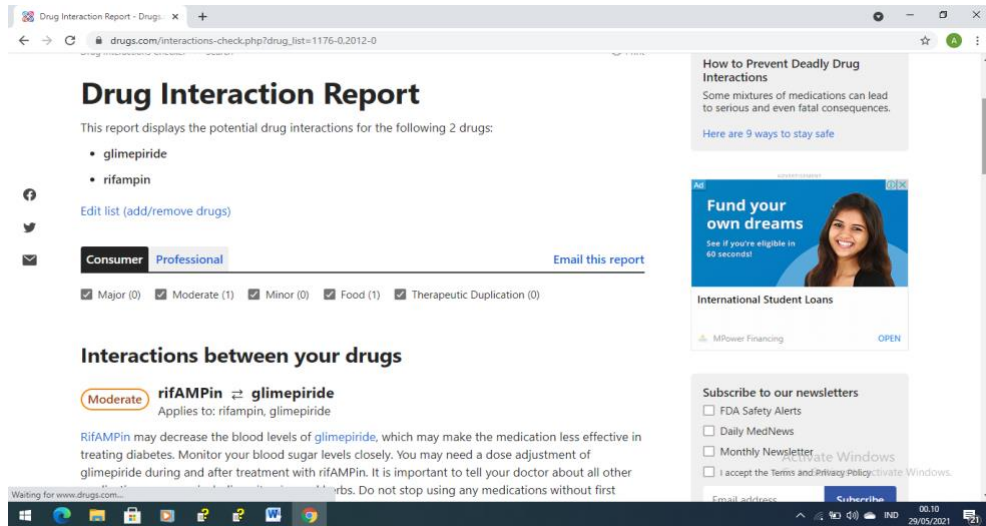 Drug Interaction Report - Drugs.
drugs.com/interactions-check.php?drug_list=1176-0,2012-0
Drug Interaction Report
This report displays the potential drug interactions for the following 2 drugs:
• glimepiride
• rifampin
Edit list (add/remove drugs)
Consumer Professional Email this report
Major (0) Moderate (1) Minor (0) Food (1) Therapeutic Duplication (0)
Interactions between your drugs
Moderate rifAMPin ⇄ glimepiride
Applies to: rifampin, glimepiride
RifAMPin may decrease the blood levels of glimepiride, which may make the medication less effective in
treating diabetes. Monitor your blood sugar levels closely. You may need a dose adjustment of
glimepiride during and after treatment with rifAMPin. It is important to tell your doctor about all other
Do not stop using any medications without first
Waiting for www.drugs.com...
How to Prevent Deadly Drug
Interactions
Some mixtures of medications can lead
to serious and even fatal consequences.
Here are 9 ways to stay safe
ADVERTISEMENT
Ad
Fund your
own dreams
See if you're eligible in
60 seconds!
International Student Loans
MPower Financing OPEN
Subscribe to our newsletters
FDA Safety Alerts
Daily MedNews
Monthly Newsletter
I accept the Terms and Privacy Policy
Email address Subscribe
Activate Windows
IND
00.10
29/05/2021
21